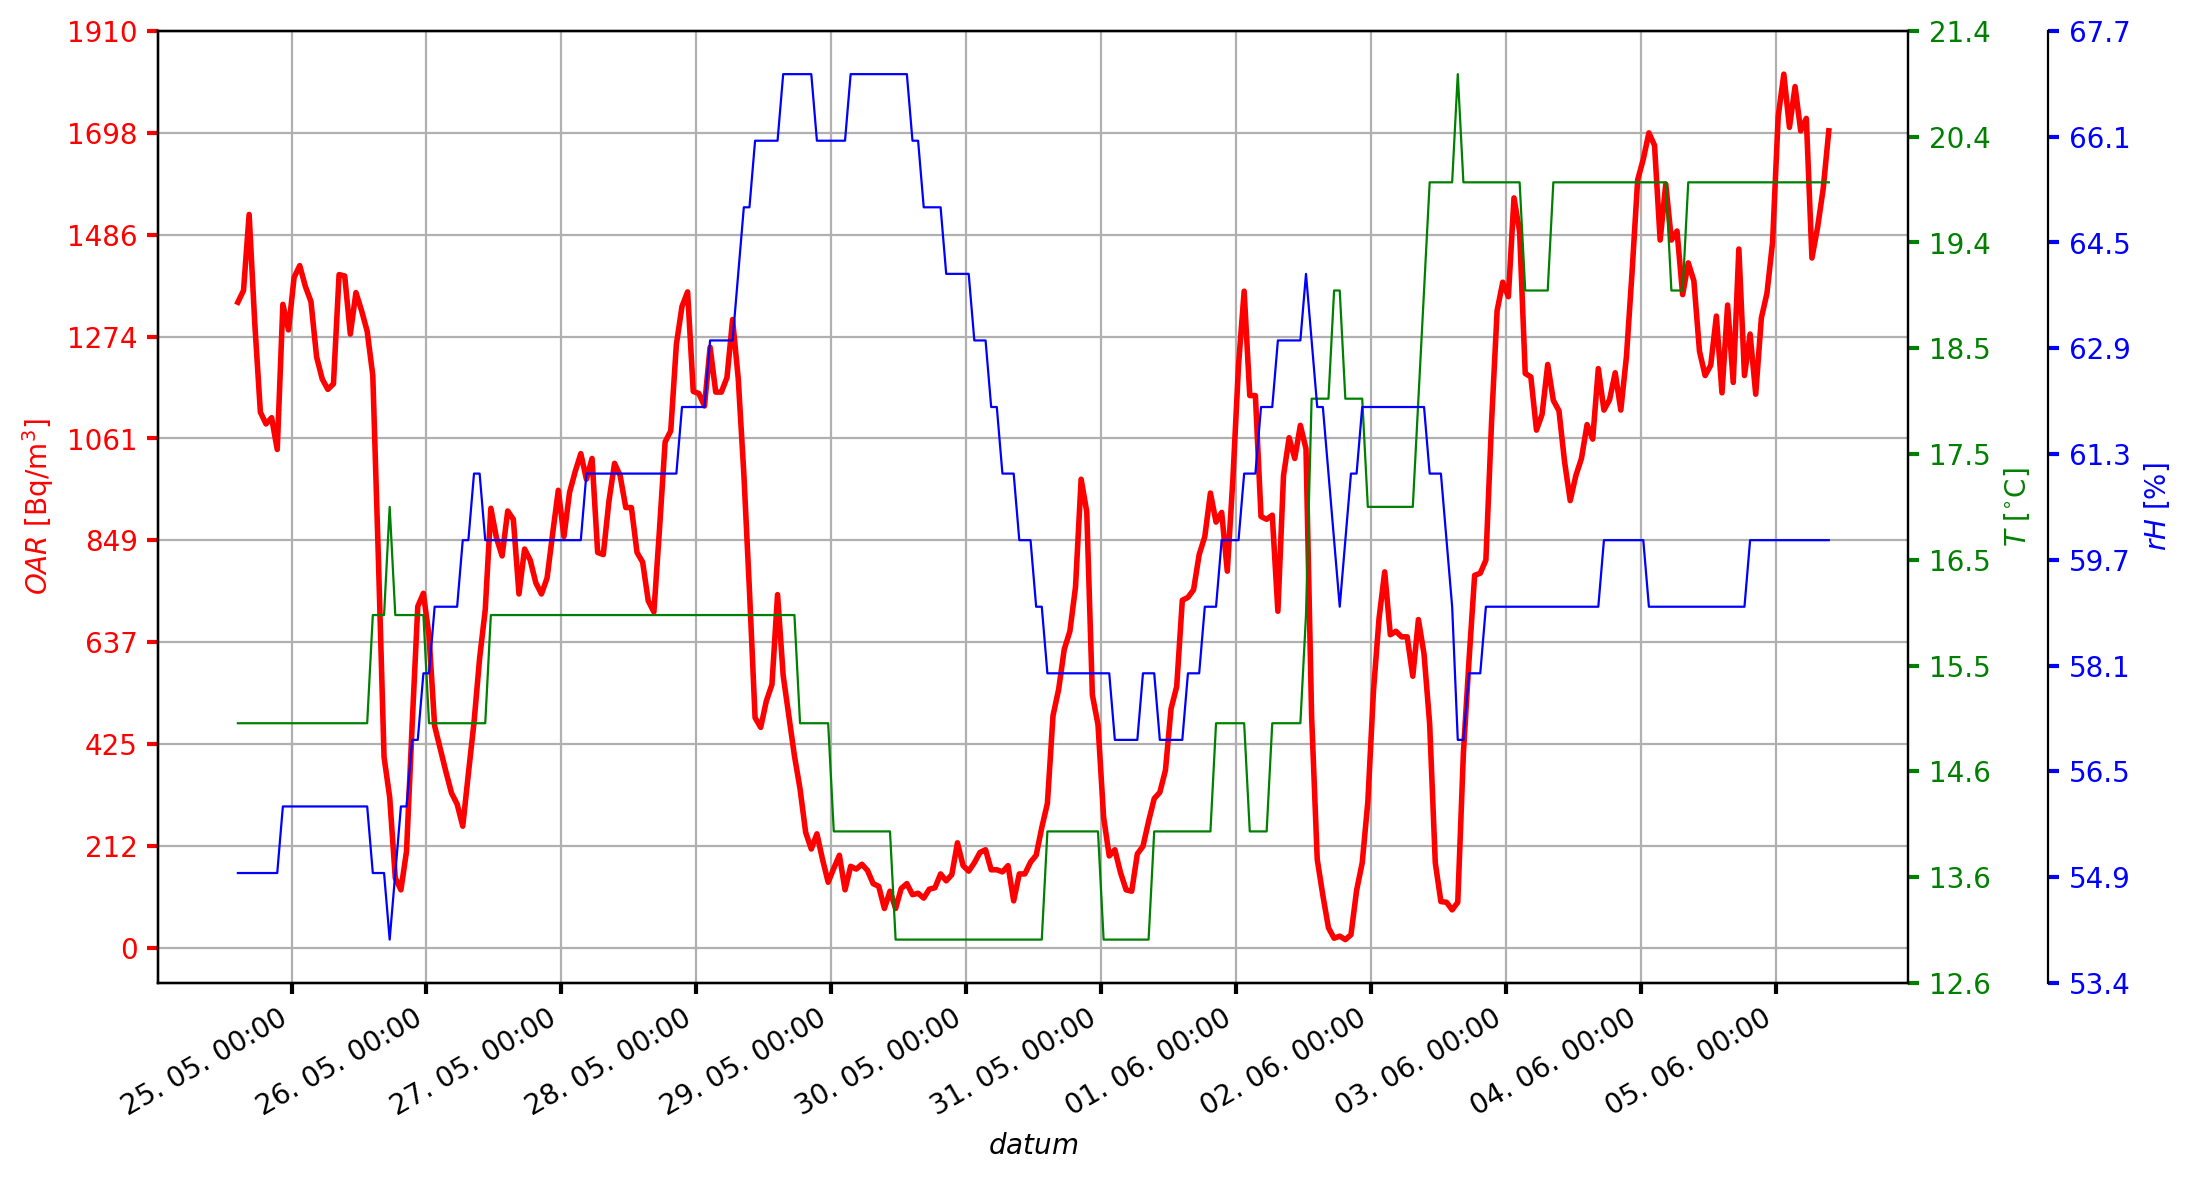 1910
1698
1486
1274
1061
849
637
425
212
0
OAR [Bq/m³]
21.4
20.4
19.4
18.5
17.5
16.5
15.5
14.6
13.6
12.6
T [°C]
67.7
66.1
64.5
62.9
61.3
59.7
58.1
56.5
54.9
53.4
rH [%]
25. 05. 00:00
26. 05. 00:00
27. 05. 00:00
28. 05. 00:00
29. 05. 00:00
30. 05. 00:00
31. 05. 00:00
01. 06. 00:00
02. 06. 00:00
03. 06. 00:00
04. 06. 00:00
05. 06. 00:00
datum